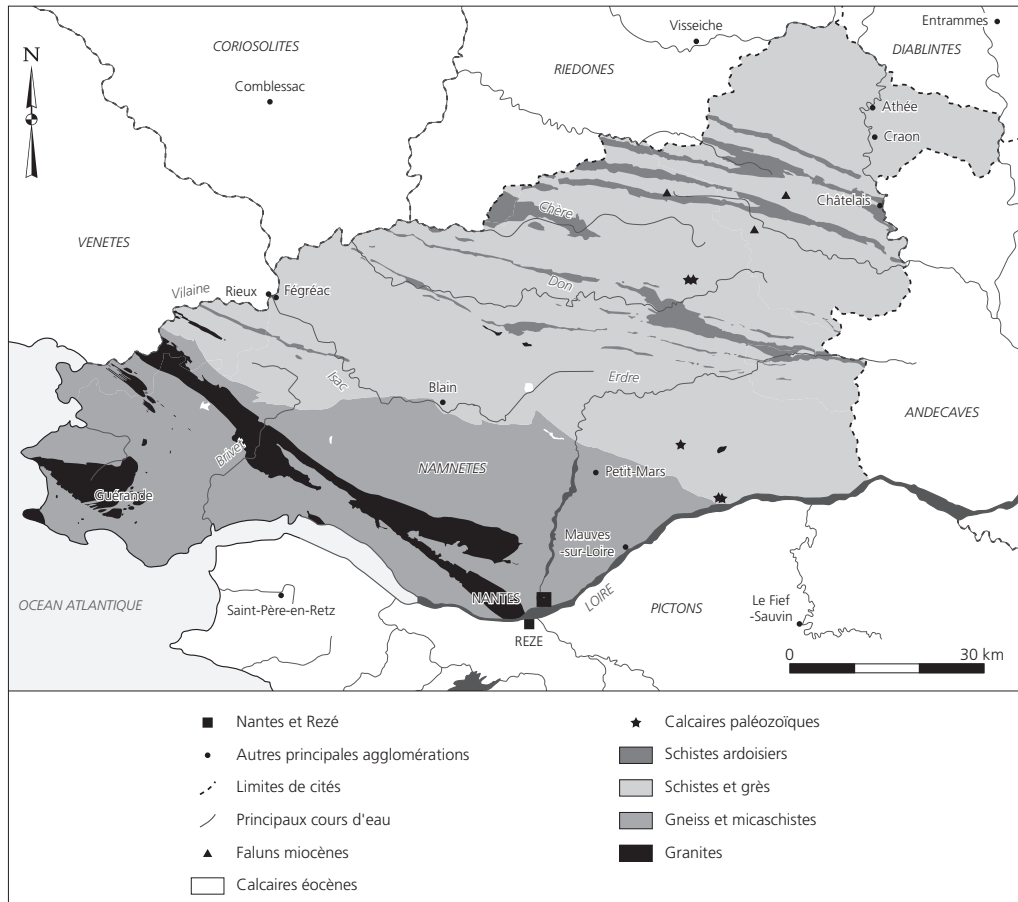 Visseiche
Entrammes
CORIOSOLITES
DIABLINTES
N
RIEDONES
Comblessac
Athée
Craon
Châtelais
Chère
VENETES
Don
Vilaine
Rieux
Fégréac
Isac
Erdre
Blain
ANDECAVES
Brivet
NAMNETES
Petit-Mars
Guérande
Mauves
-sur-Loire
NANTES
LOIRE
OCEAN ATLANTIQUE
Saint-Père-en-Retz
PICTONS
Le Fief
-Sauvin
REZE
0
30 km
Nantes et Rezé
Autres principales agglomérations
Limites de cités
Principaux cours d'eau
Faluns miocènes
Calcaires éocènes
Calcaires paléozoïques
Schistes ardoisiers
Schistes et grès
Gneiss et micaschistes
Granites